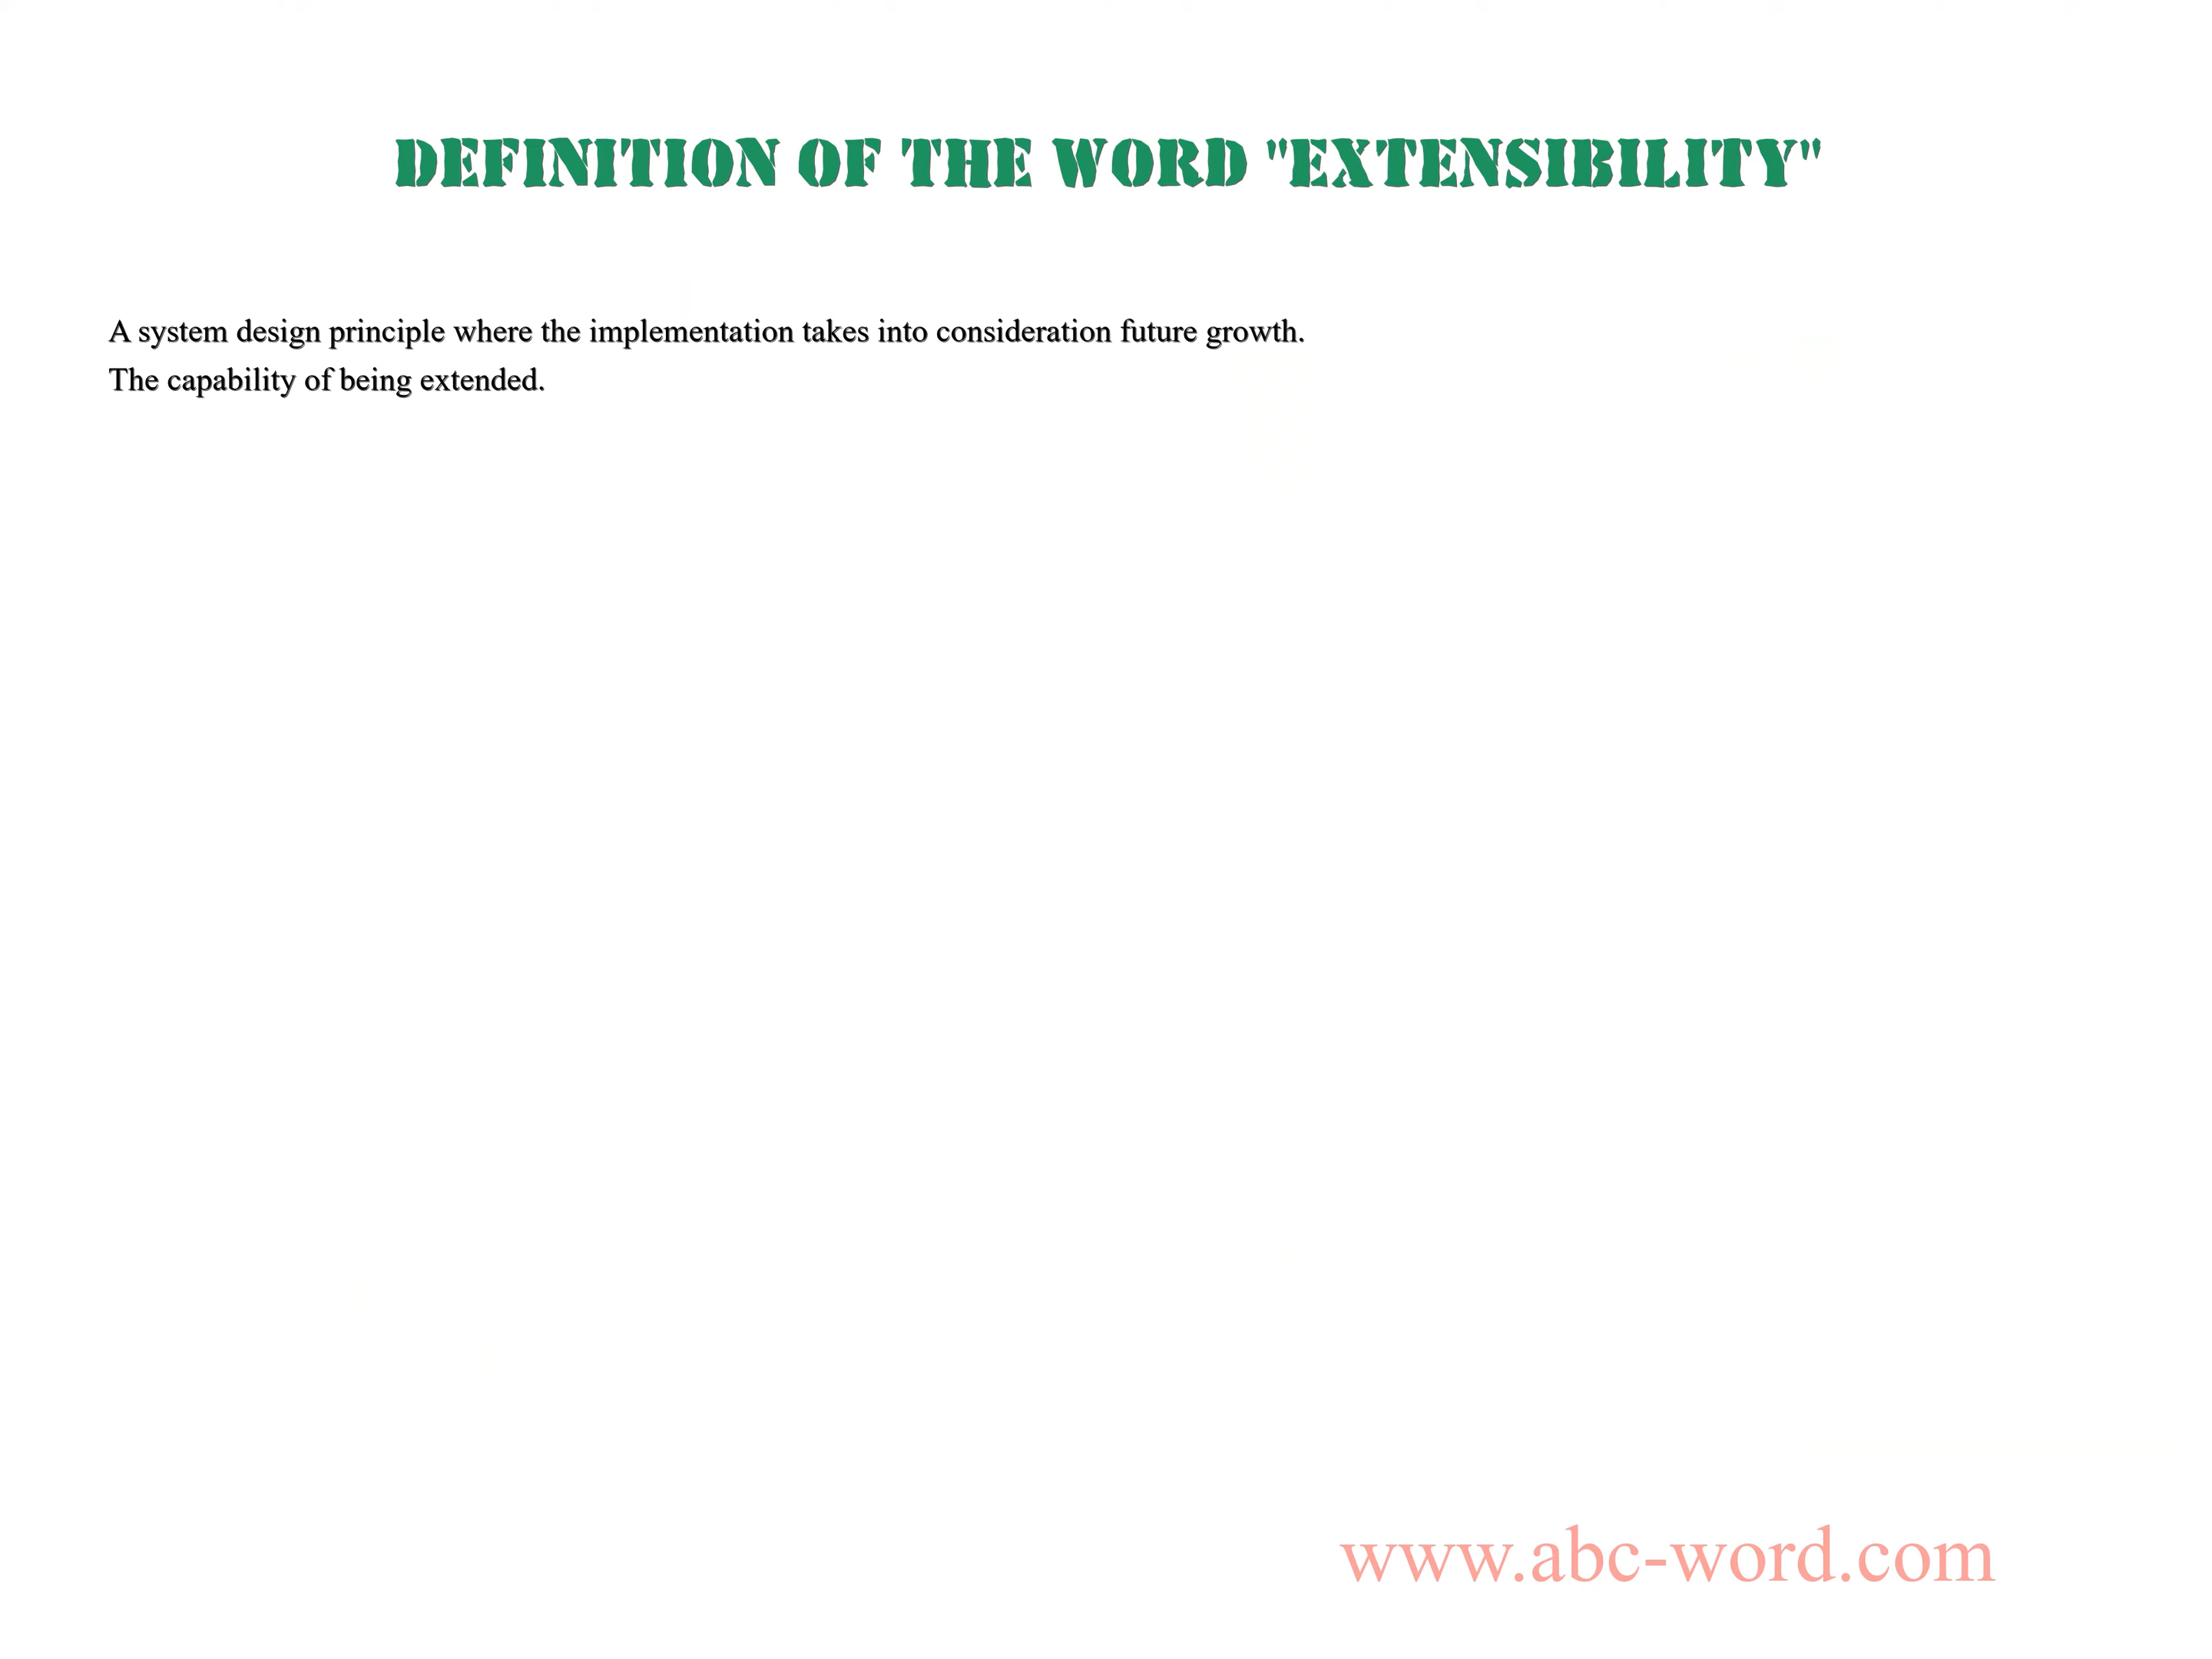 DEFINITION OF THE WORD "EXTENSIBILITY"
A system design principle where the implementation takes into consideration future growth.
The capability of being extended.
www.abc-word.com